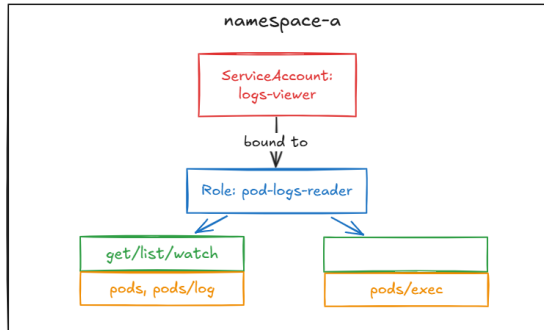 namespace-a
ServiceAccount:
logs-viewer
bound to
Role: pod-logs-reader
get/list/watch
pods, pods/log
pods/exec